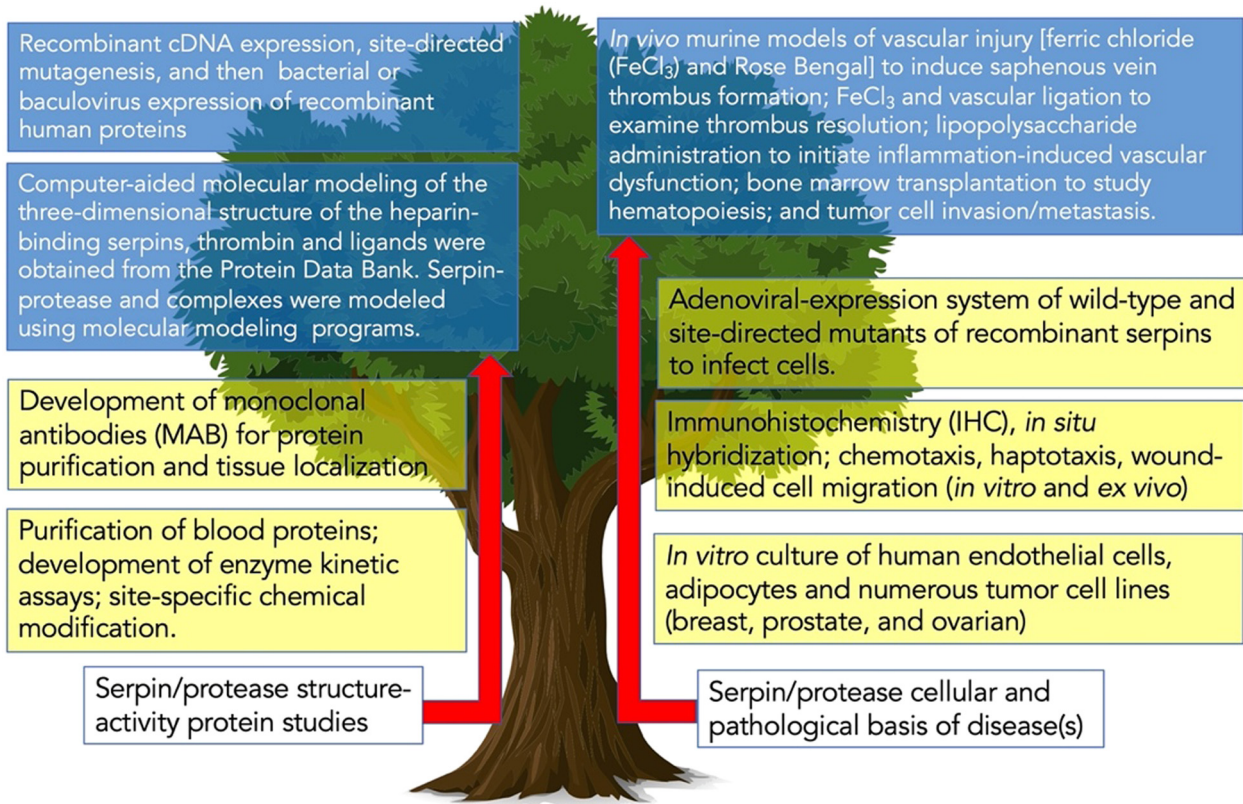 Recombinant cDNA expression, site-directed
mutagenesis, and then  bacterial or
baculovirus expression of recombinant
human proteins
Computer-aided molecular modeling of the
three-dimensional structure of the heparin-
binding serpins, thrombin and ligands were
obtained from the Protein Data Bank. Serpin-
protease and complexes were modeled
using molecular modeling  programs.
Development of monoclonal
antibodies (MAB) for protein
purification and tissue localization
Purification of blood proteins;
development of enzyme kinetic
assays; site-specific chemical
modification.
Serpin/protease structure-
activity protein studies
In vivo murine models of vascular injury [ferric chloride
(FeCl₃) and Rose Bengal] to induce saphenous vein
thrombus formation; FeCl₃ and vascular ligation to
examine thrombus resolution; lipopolysaccharide
administration to initiate inflammation-induced vascular
dysfunction; bone marrow transplantation to study
hematopoiesis; and tumor cell invasion/metastasis.
Adenoviral-expression system of wild-type and
site-directed mutants of recombinant serpins
to infect cells.
Immunohistochemistry (IHC), in situ
hybridization; chemotaxis, haptotaxis, wound-
induced cell migration (in vitro and ex vivo)
In vitro culture of human endothelial cells,
adipocytes and numerous tumor cell lines
(breast, prostate, and ovarian)
Serpin/protease cellular and
pathological basis of disease(s)